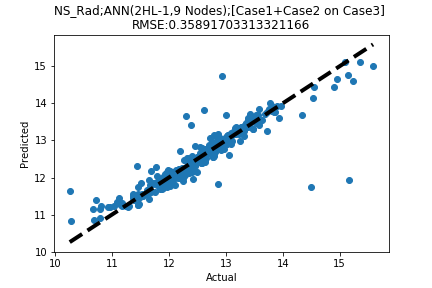 NS_Rad;ANN(2HL-1,9 Nodes);[Case1+Case2 on Case3]
RMSE:0.35891703313321166
Predicted
15
14
13
12
11
10
10 11 12 13 14 15
Actual